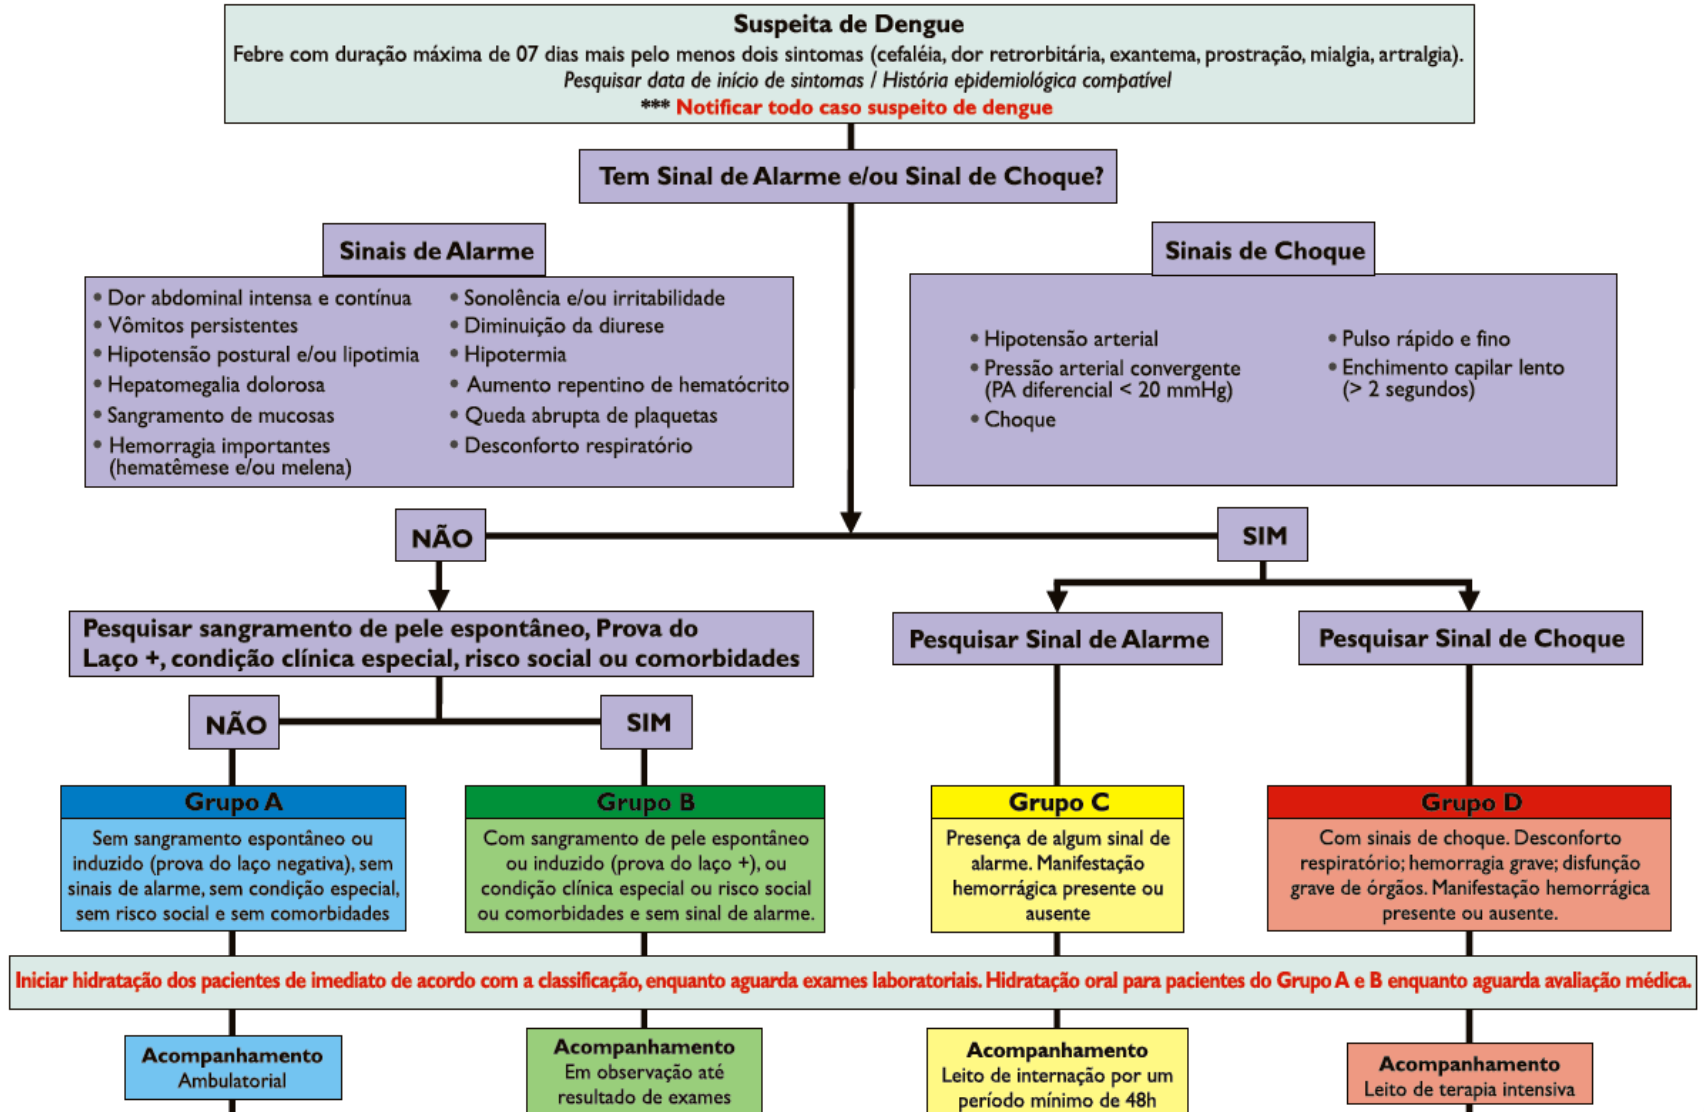 Suspeita de Dengue
Febre com duração máxima de 07 dias mais pelo menos dois sintomas (cefaléia, dor retrorbitária, exantema, prostração, mialgia, artralgia).
Pesquisar data de início de sintomas / História epidemiológica compatível
*** Notificar todo caso suspeito de dengue
Tem Sinal de Alarme e/ou Sinal de Choque?
Sinais de Alarme
• Dor abdominal intensa e contínua
• Vômitos persistentes
• Hipotensão postural e/ou lipotimia
• Hepatomegalia dolorosa
• Sangramento de mucosas
• Hemorragia importantes
(hematêmese e/ou melena)
• Sonolência e/ou irritabilidade
• Diminuição da diurese
• Hipotermia
• Aumento repentino de hematócrito
• Queda abrupta de plaquetas
• Desconforto respiratório
Sinais de Choque
• Hipotensão arterial
• Pressão arterial convergente
(PA diferencial < 20 mmHg)
• Choque
• Pulso rápido e fino
• Enchimento capilar lento
(> 2 segundos)
NÃO
SIM
Pesquisar sangramento de pele espontâneo, Prova do
Laço +, condição clínica especial, risco social ou comorbidades
Pesquisar Sinal de Alarme
Pesquisar Sinal de Choque
NÃO
SIM
Grupo A
Sem sangramento espontâneo ou
induzido (prova do laço negativa), sem
sinais de alarme, sem condição especial,
sem risco social e sem comorbidades
Grupo B
Com sangramento de pele espontâneo
ou induzido (prova do laço +), ou
condição clínica especial ou risco social
ou comorbidades e sem sinal de alarme.
Grupo C
Presença de algum sinal de
alarme. Manifestação
hemorrágica presente ou
ausente
Grupo D
Com sinais de choque. Desconforto
respiratório; hemorragia grave; disfunção
grave de órgãos. Manifestação hemorrágica
presente ou ausente.
Iniciar hidratação dos pacientes de imediato de acordo com a classificação, enquanto aguarda exames laboratoriais. Hidratação oral para pacientes do Grupo A e B enquanto aguarda avaliação médica.
Acompanhamento
Ambulatorial
Acompanhamento
Em observação até
resultado de exames
Acompanhamento
Leito de internação por um
período mínimo de 48h
Acompanhamento
Leito de terapia intensiva